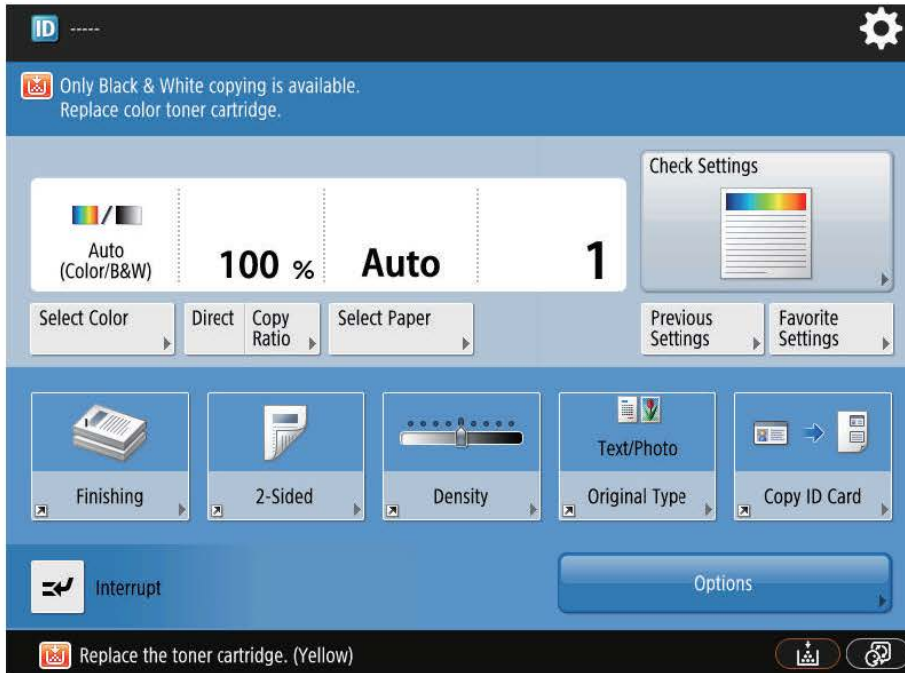 ID -----
Only Black & White copying is available.
Replace color toner cartridge.
Check Settings
Auto
(Color/B&W)
100 %
Auto
1
Select Color
Direct
Copy
Ratio
Select Paper
Previous
Settings
Favorite
Settings
Finishing
2-Sided
Density
Text/Photo
Original Type
Copy ID Card
Interrupt
Options
Replace the toner cartridge. (Yellow)